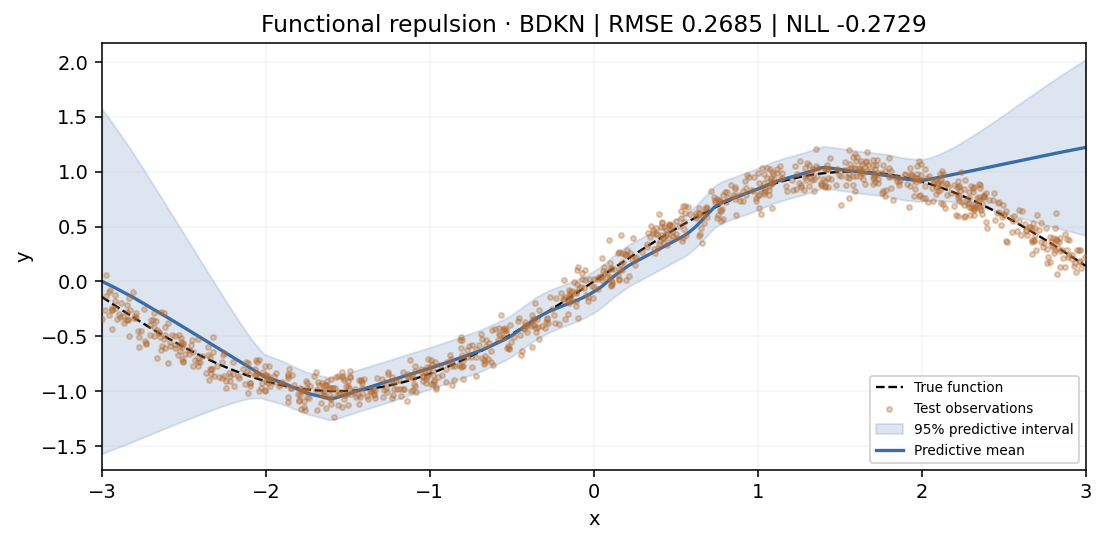 Functional repulsion · BDKN | RMSE 0.2685 | NLL -0.2729
y
2.0
1.5
1.0
0.5
0.0
−0.5
−1.0
−1.5
True function
Test observations
95% predictive interval
Predictive mean
−3 −2 −1 0 1 2 3
x